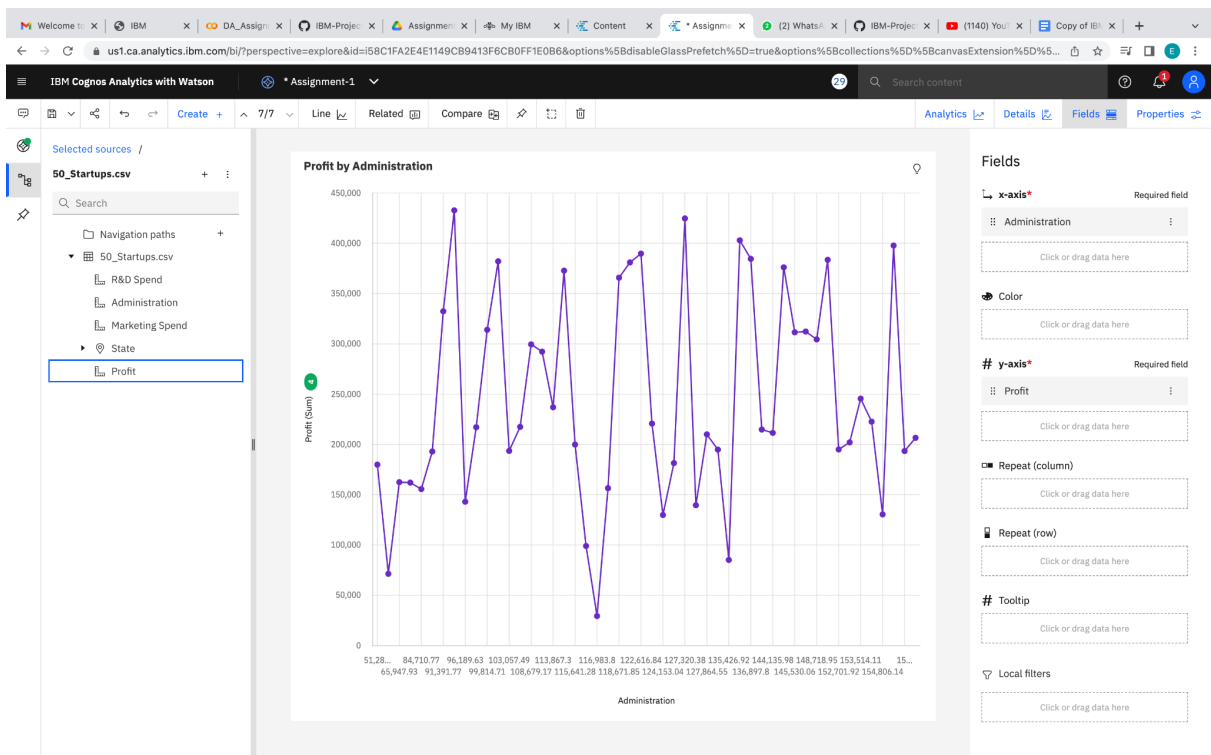 Welcome to
IBM
DA_Assign
IBM-Projec
Assignment
My IBM
Content
* Assignme
(2) WhatsA
IBM-Projec
(1140) YouT
Copy of IBM
us1.ca.analytics.ibm.com/bi/?perspective=explore&id=i58C1FA2E4E1149CB9413F6CB0FF1E0B6&options%5BdisableGlassPrefetch%5D=true&options%5Bcollections%5D%5BcanvasExtension%5D%5...
E
IBM Cognos Analytics with Watson
* Assignment-1
29
Search content
1
Create +
7/7
Line
Related
Compare
Analytics
Details
Fields
Properties
Selected sources /
50_Startups.csv
Search
Navigation paths
50_Startups.csv
R&D Spend
Administration
Marketing Spend
State
Profit
Profit by Administration
450,000
400,000
350,000
300,000
250,000
200,000
150,000
100,000
50,000
0
Profit (Sum)
51,28... 84,710.77 96,189.63 103,057.49 113,867.3 116,983.8 122,616.84 127,320.38 135,426.92 144,135.98 148,718.95 153,514.11 15...
65,947.93 91,391.77 99,814.71 108,679.17 115,641.28 118,671.85 124,153.04 127,864.55 136,897.8 145,530.06 152,701.92 154,806.14
Administration
Fields
x-axis* Required field
Administration
Click or drag data here
Color
Click or drag data here
# y-axis* Required field
Profit
Click or drag data here
Repeat (column)
Click or drag data here
Repeat (row)
Click or drag data here
# Tooltip
Click or drag data here
Local filters
Click or drag data here